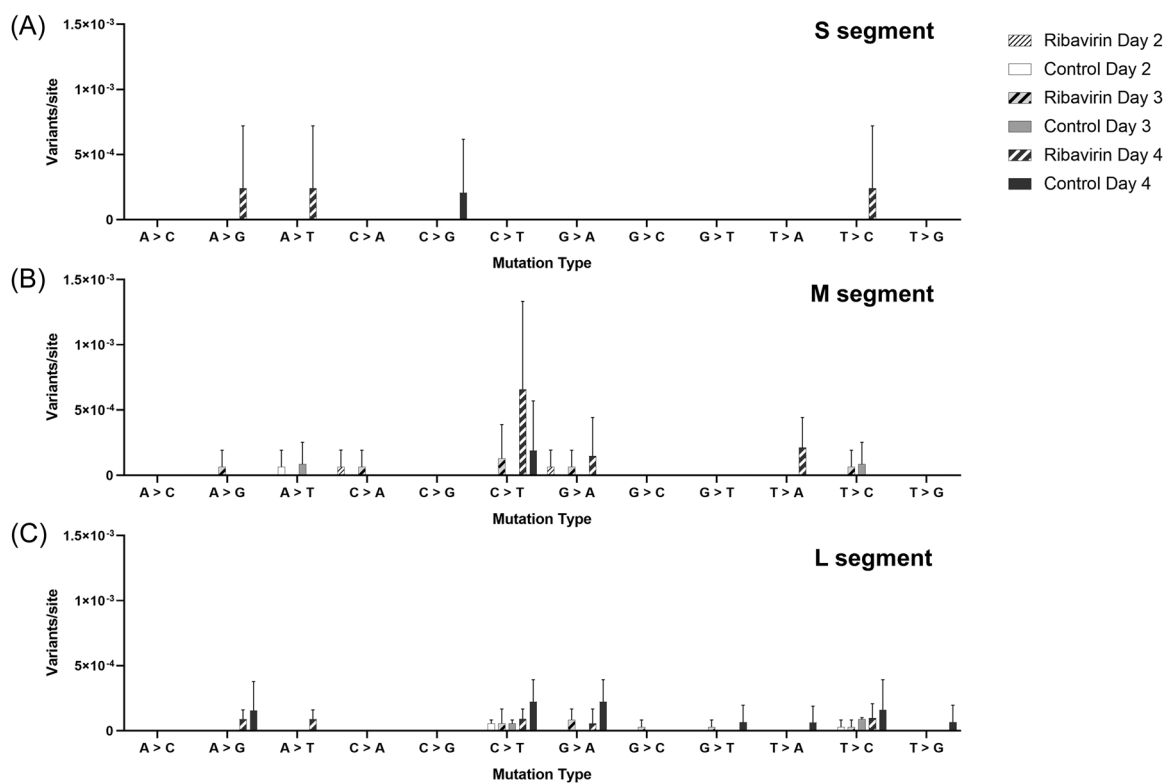 (A)
1.5×10⁻³
1×10⁻³
5×10⁻⁴
0
Variants/site
S segment
A > C A > G A > T C > A C > G C > T G > A G > C G > T T > A T > C T > G
Mutation Type
Ribavirin Day 2
Control Day 2
Ribavirin Day 3
Control Day 3
Ribavirin Day 4
Control Day 4
(B)
1.5×10⁻³
1×10⁻³
5×10⁻⁴
0
Variants/site
M segment
A > C A > G A > T C > A C > G C > T G > A G > C G > T T > A T > C T > G
Mutation Type
(C)
1.5×10⁻³
1×10⁻³
5×10⁻⁴
0
Variants/site
L segment
A > C A > G A > T C > A C > G C > T G > A G > C G > T T > A T > C T > G
Mutation Type